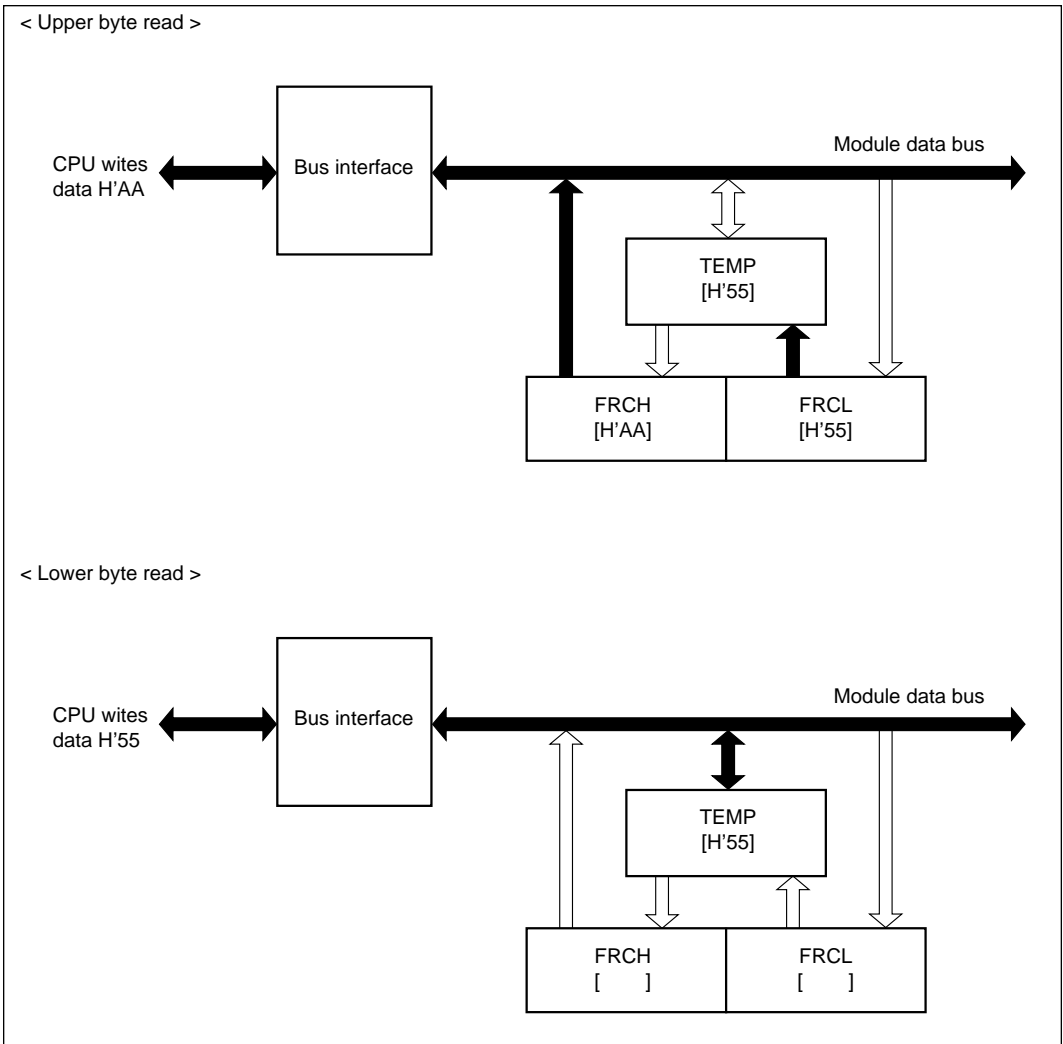 < Upper byte read >
Module data bus
CPU wites
data H'AA
Bus interface
TEMP
[H'55]
FRCH
[H'AA]
FRCL
[H'55]
< Lower byte read >
Module data bus
CPU wites
data H'55
Bus interface
TEMP
[H'55]
FRCH
[ ]
FRCL
[ ]